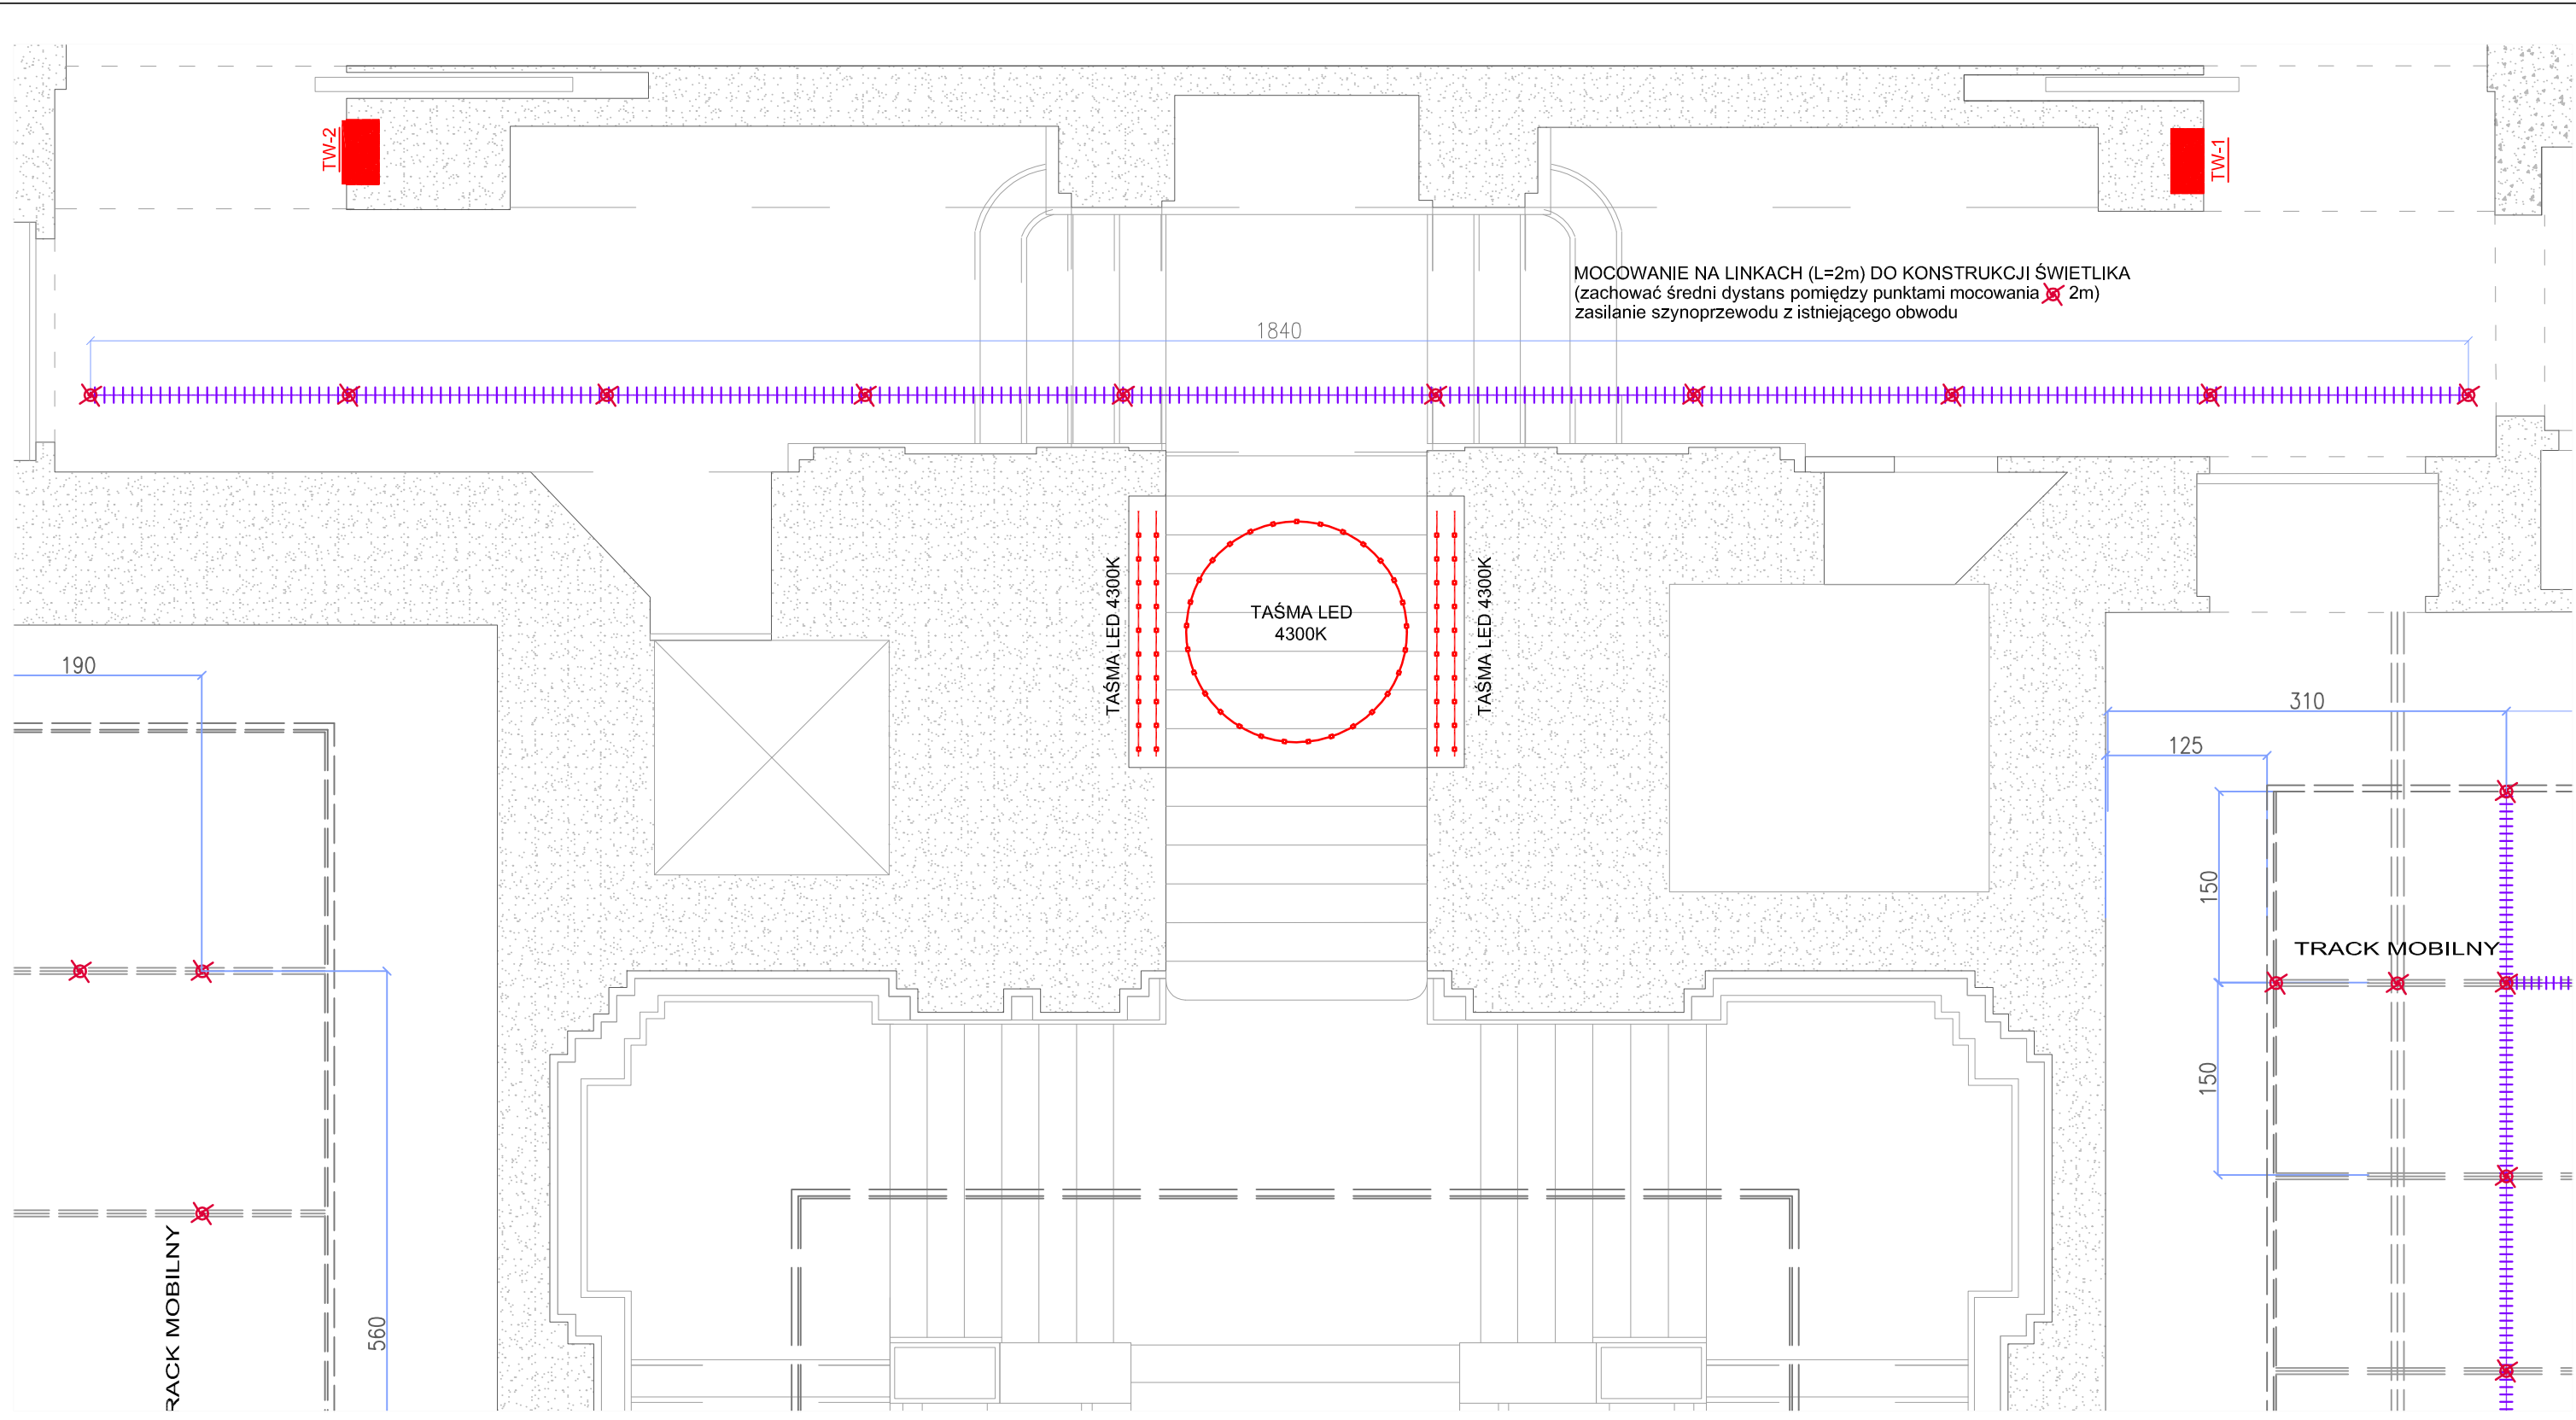 TW-2
TW-1
MOCOWANIE NA LINKACH (L=2m) DO KONSTRUKCJI ŚWIETLIKA
(zachować średni dystans pomiędzy punktami mocowania 2m)
zasilanie szynoprzewodu z istniejącego obwodu
1840
TAŚMA LED 4300K
TAŚMA LED
4300K
TAŚMA LED 4300K
190
310
125
150
TRACK MOBILNY
150
RACK MOBILNY
560